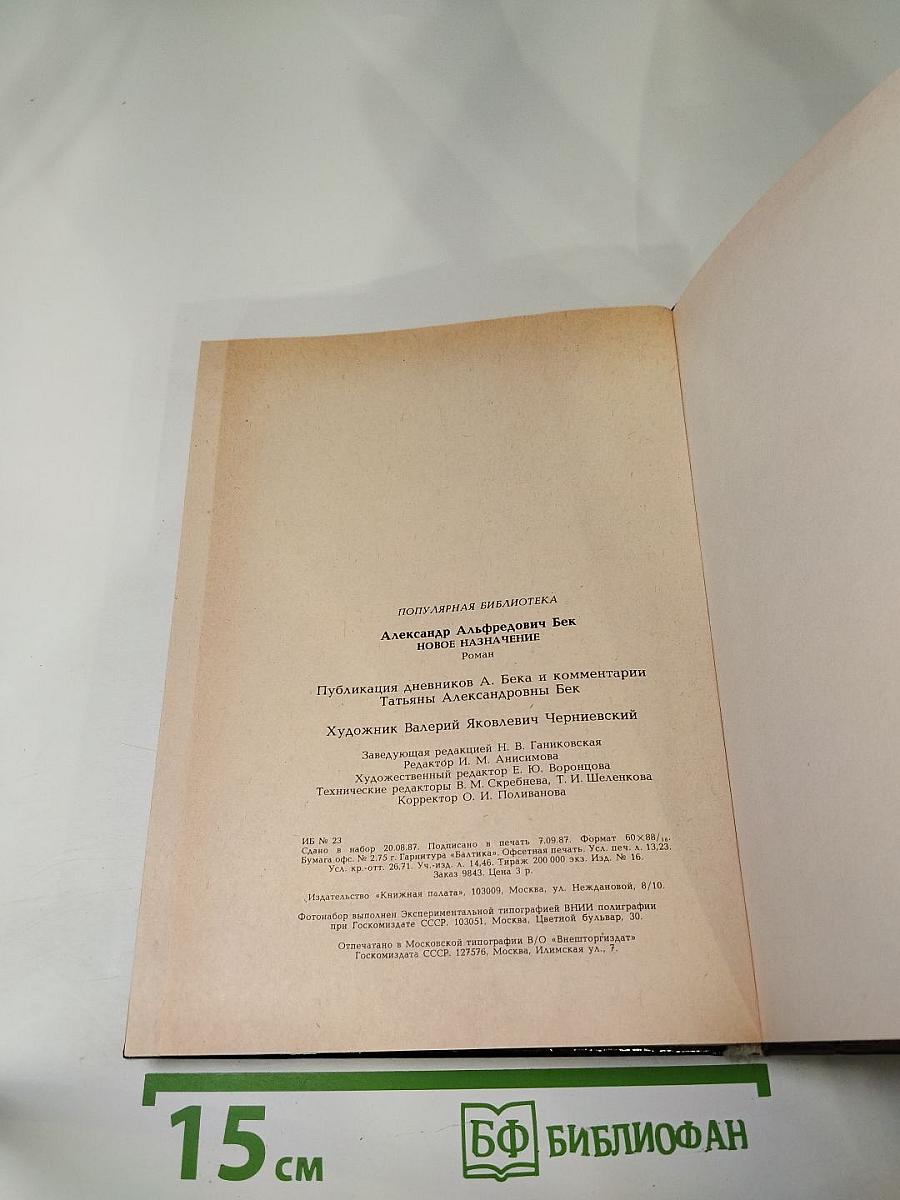 ПОПУЛЯРНАЯ БИБЛИОТЕКА
Александр Альфредович Бек
НОВОЕ НАЗНАЧЕНИЕ
Роман
Публикация дневников А. Бека и комментарии
Татьяны Александровны Бек
Художник Валерий Яковлевич Черниевский
Заведующая редакцией Н. В. Ганиковская
Редактор И. М. Анисимова
Художественный редактор Е. Ю. Воронцова
Технические редакторы В. М. Скребнева, Т. И. Шеленкова
Корректор О. И. Поливанова
ИБ № 23
Сдано в набор 20.08.87. Подписано в печать 7.09.87. Формат 60×88/16.
Бумага офс. № 2,75 г. Гарнитура «Балтика». Офсетная печать. Усл. печ. л. 13,23.
Усл. кр.-отт. 26,71. Уч.-изд. л. 14,46. Тираж 200 000 экз. Изд. № 16.
Заказ 9843. Цена 3 р.
Издательство «Книжная палата», 103009, Москва, ул. Неждановой, 8/10.
Фотонабор выполнен Экспериментальной типографией ВНИИ полиграфии
при Госкомиздате СССР. 103051, Москва, Цветной бульвар, 30.
Отпечатано в Московской типографии В/О «Внешторгиздат»
Госкомиздата СССР. 127576, Москва, Илимская ул., 7.
15 см
БФ БИБЛИОФАН